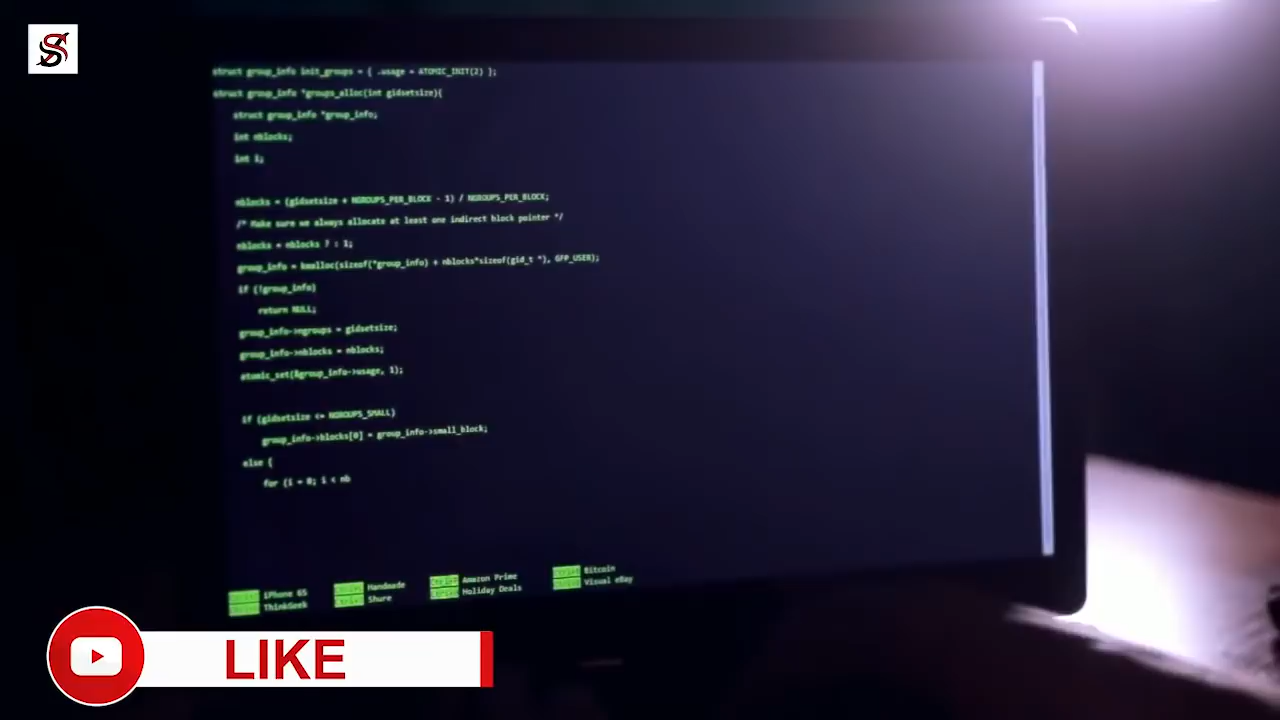 struct group_info init_groups = { .usage = ATOMIC_INIT(2) };
struct group_info *groups_alloc(int gidsetsize){
struct group_info *group_info;
int nblocks;
int i;
nblocks = (gidsetsize + NGROUPS_PER_BLOCK - 1) / NGROUPS_PER_BLOCK;
/* Make sure we always allocate at least one indirect block pointer */
nblocks = nblocks ? : 1;
group_info = kmalloc(sizeof(*group_info) + nblocks*sizeof(gid_t *), GFP_USER);
if (!group_info)
return NULL;
group_info->ngroups = gidsetsize;
group_info->nblocks = nblocks;
atomic_set(&group_info->usage, 1);
if (gidsetsize <= NGROUPS_SMALL)
group_info->blocks[0] = group_info->small_block;
else {
for (i = 0; i < nb
iPhone 6S Handmade Amazon Prime Bitcoin
ThinkGeek Shure Holiday Deals Visual eBay
LIKE